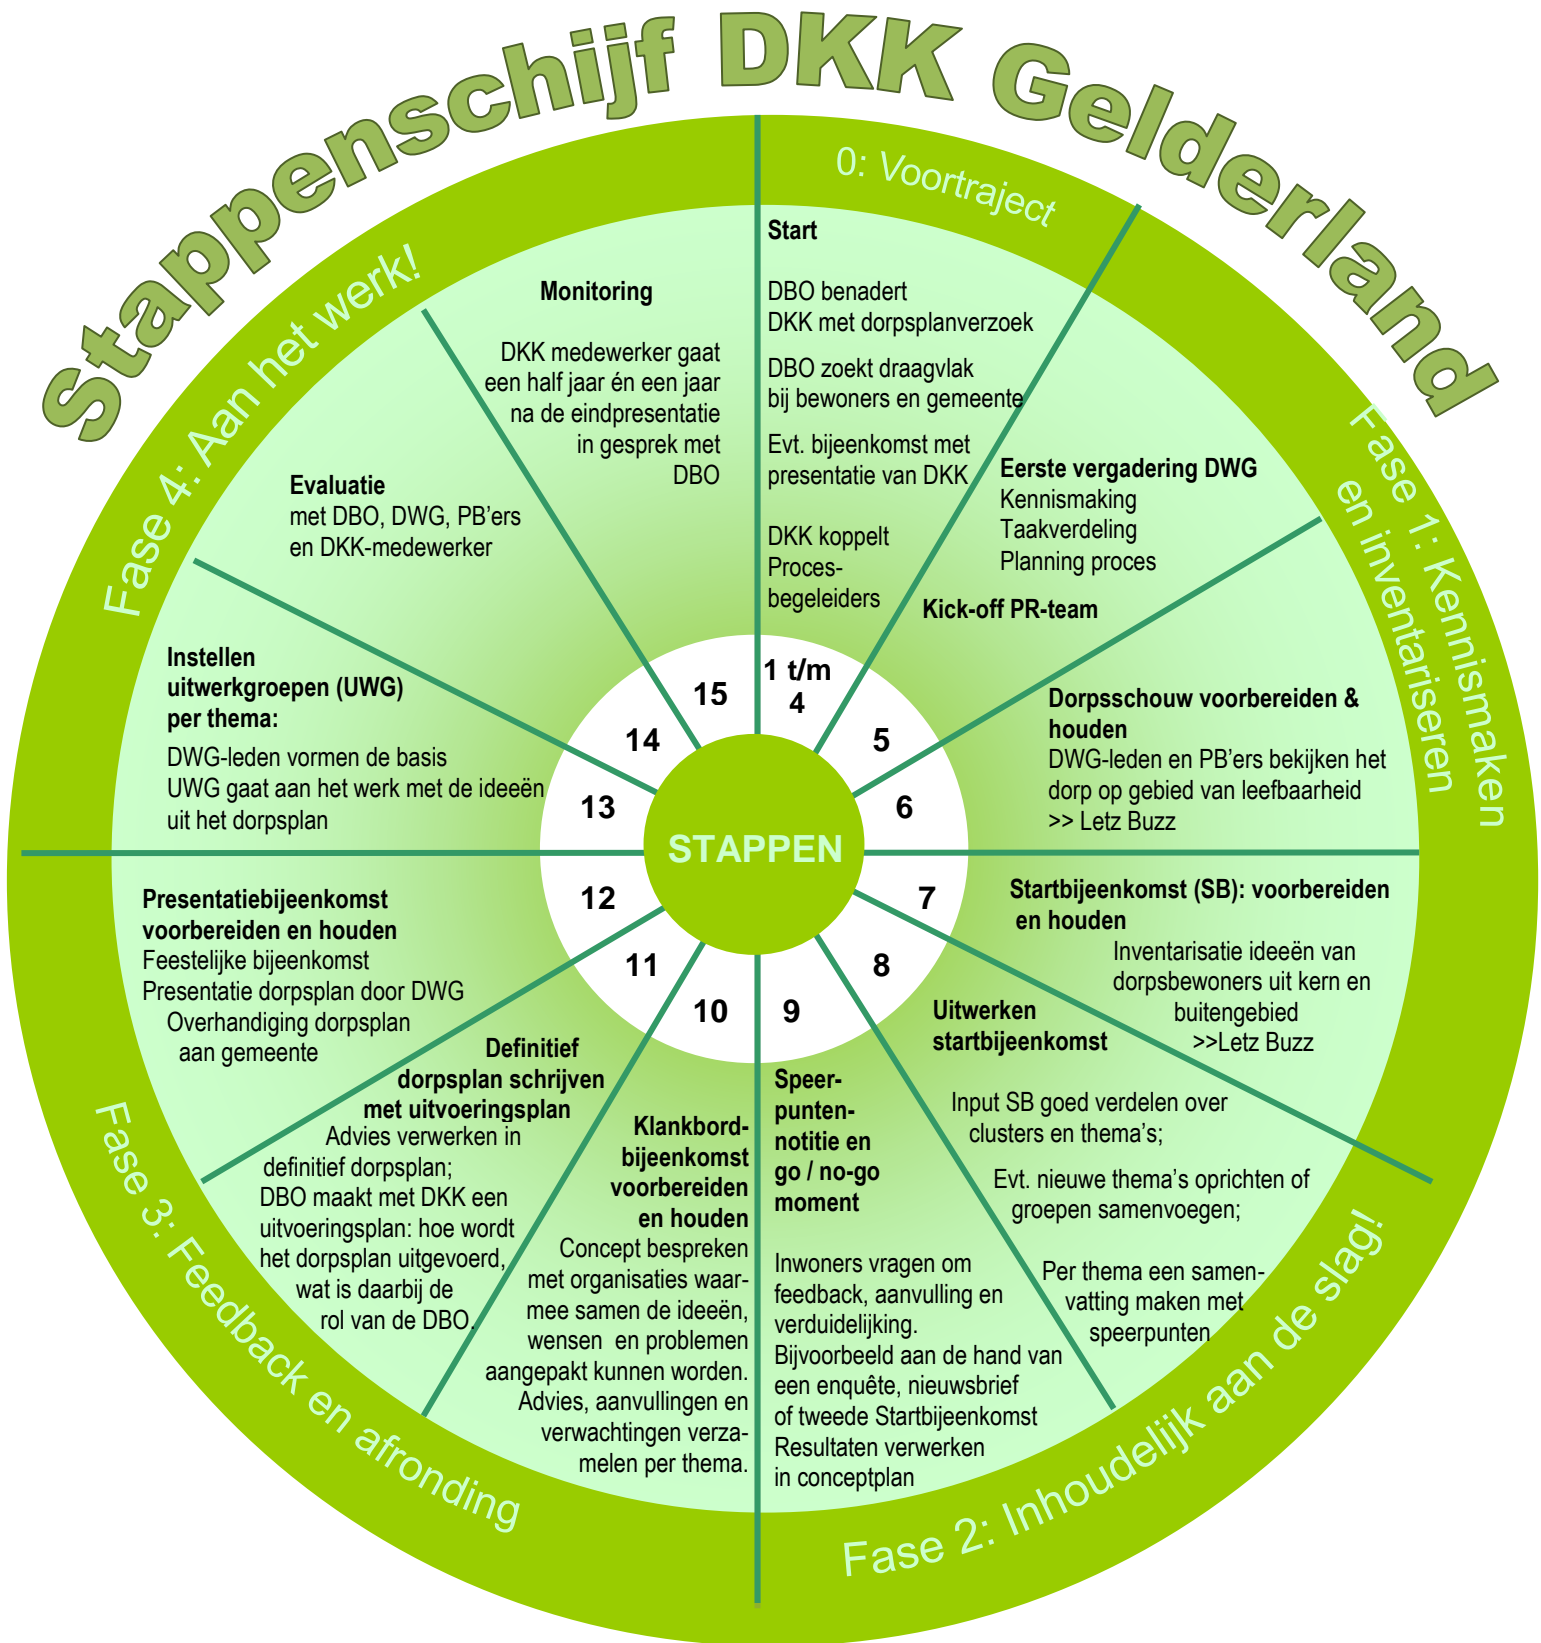 Stappenschijf DKK Gelderland
0: Voortraject
Start
DBO benadert
DKK met dorpsplanverzoek
DBO zoekt draagvlak
bij bewoners en gemeente
Evt. bijeenkomst met
presentatie van DKK
DKK koppelt
Proces-
begeleiders
1 t/m
4
Fase 1: Kennismaken
en inventariseren
Eerste vergadering DWG
Kennismaking
Taakverdeling
Planning proces
Kick-off PR-team
5
Dorpsschouw voorbereiden &
houden
DWG-leden en PB’ers bekijken het
dorp op gebied van leefbaarheid
>> Letz Buzz
6
Startbijeenkomst (SB): voorbereiden
en houden
Inventarisatie ideeën van
dorpsbewoners uit kern en
buitengebied
>>Letz Buzz
7
Fase 2: Inhoudelijk aan de slag!
Uitwerken
startbijeenkomst
Input SB goed verdelen over
clusters en thema’s;
Evt. nieuwe thema’s oprichten of
groepen samenvoegen;
Per thema een samen-
vatting maken met
speerpunten
8
Speer-
punten-
notitie en
go / no-go
moment
Inwoners vragen om
feedback, aanvulling en
verduidelijking.
Bijvoorbeeld aan de hand van
een enquête, nieuwsbrief
of tweede Startbijeenkomst
Resultaten verwerken
in conceptplan
9
Fase 3: Feedback en afronding
Klankbord-
bijeenkomst
voorbereiden
en houden
Concept bespreken
met organisaties waar-
mee samen de ideeën,
wensen en problemen
aangepakt kunnen worden.
Advies, aanvullingen en
verwachtingen verza-
melen per thema.
10
Definitief
dorpsplan schrijven
met uitvoeringsplan
Advies verwerken in
definitief dorpsplan;
DBO maakt met DKK een
uitvoeringsplan: hoe wordt
het dorpsplan uitgevoerd,
wat is daarbij de
rol van de DBO.
11
Presentatiebijeenkomst
voorbereiden en houden
Feestelijke bijeenkomst
Presentatie dorpsplan door DWG
Overhandiging dorpsplan
aan gemeente
12
Fase 4: Aan het werk!
Instellen
uitwerkgroepen (UWG)
per thema:
DWG-leden vormen de basis
UWG gaat aan het werk met de ideeën
uit het dorpsplan
13
Evaluatie
met DBO, DWG, PB’ers
en DKK-medewerker
14
Monitoring
DKK medewerker gaat
een half jaar én een jaar
na de eindpresentatie
in gesprek met
DBO
15
STAPPEN